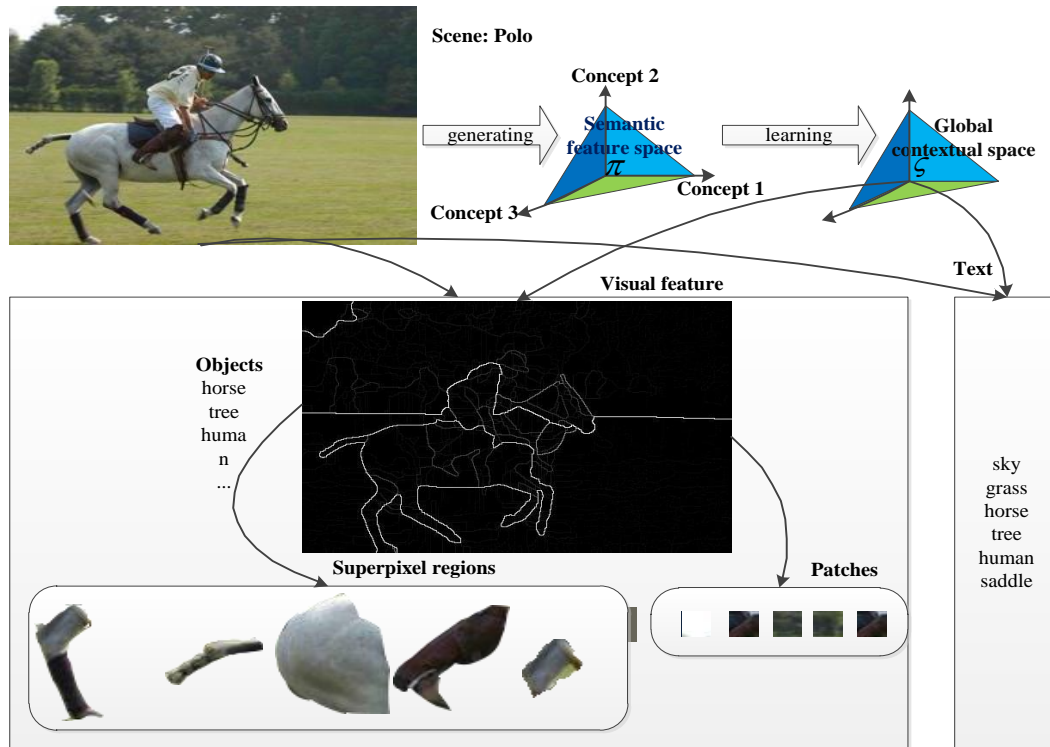 Scene: Polo
Concept 2
generating
Semantic
feature space
π
Concept 1
Concept 3
learning
Global
contextual space
ς
Text
Visual feature
Objects
horse
tree
huma
n
...
Superpixel regions
Patches
sky
grass
horse
tree
human
saddle